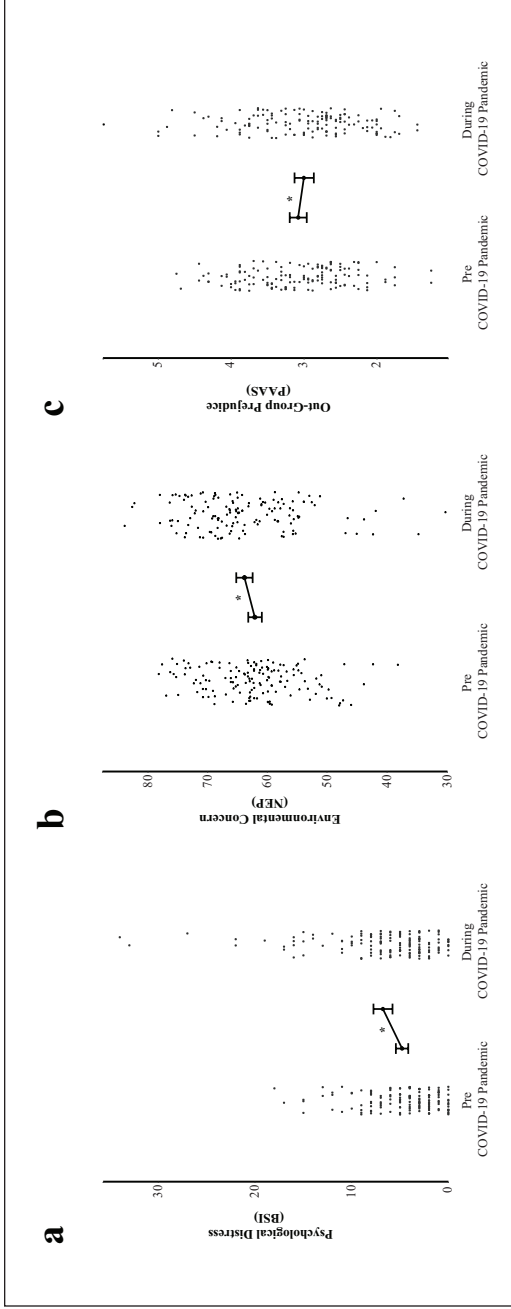 a
Psychological Distress
(BSI)
30
20
10
0
*
Pre
COVID-19 Pandemic
During
COVID-19 Pandemic
b
Environmental Concern
(NEP)
80
70
60
50
40
30
*
Pre
COVID-19 Pandemic
During
COVID-19 Pandemic
c
Out-Group Prejudice
(PAAS)
5
4
3
2
*
Pre
COVID-19 Pandemic
During
COVID-19 Pandemic